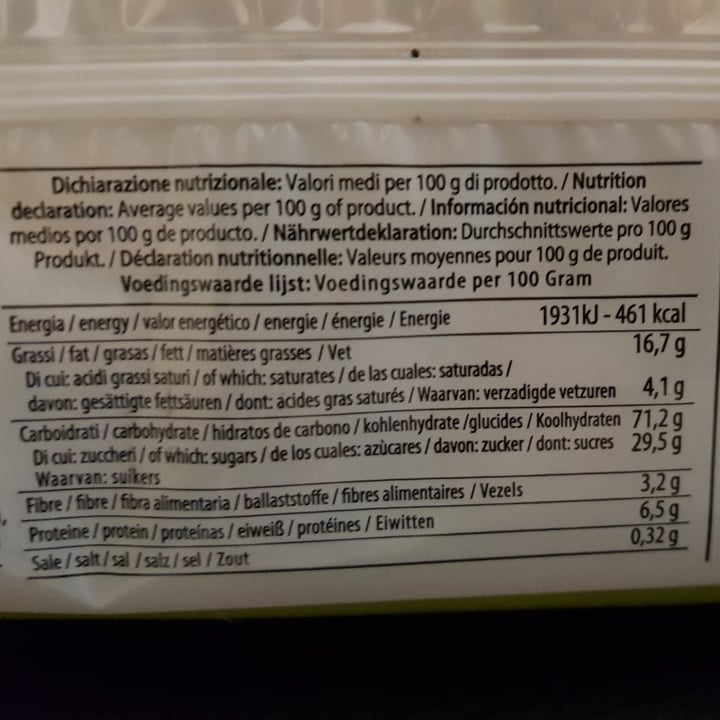 Dichiarazione nutrizionale: Valori medi per 100 g di prodotto. / Nutrition
declaration: Average values per 100 g of product. / Información nutricional: Valores
medios por 100 g de producto. / Nährwertdeklaration: Durchschnittswerte pro 100 g
Produkt. / Déclaration nutritionnelle: Valeurs moyennes pour 100 g de produit.
Voedingswaarde lijst: Voedingswaarde per 100 Gram
Energia / energy / valor energético / energie / énergie / Energie 1931kJ - 461 kcal
Grassi / fat / grasas / fett / matières grasses / Vet 16,7 g
Di cui: acidi grassi saturi / of which: saturates / de las cuales: saturadas /
davon: gesättigte fettsäuren / dont: acides gras saturés / Waarvan: verzadigde vetzuren 4,1 g
Carboidrati / carbohydrate / hidratos de carbono / kohlenhydrate /glucides / Koolhydraten 71,2 g
Di cui: zuccheri / of which: sugars / de los cuales: azùcares / davon: zucker / dont: sucres 29,5 g
Waarvan: suikers
Fibre / fibre / fibra alimentaria / ballaststoffe / fibres alimentaires / Vezels 3,2 g
Proteine / protein / proteínas / eiweiß / protéines / Eiwitten 6,5 g
Sale / salt / sal / salz / sel / Zout 0,32 g